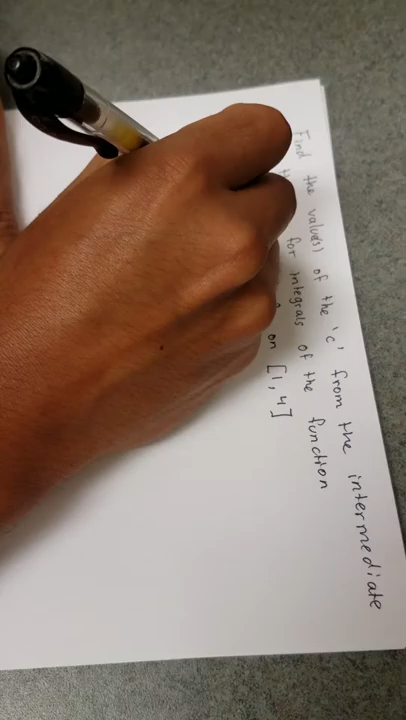 Find the value(s) of the 'c' from the intermediate
for integrals of the function
on [1, 4]